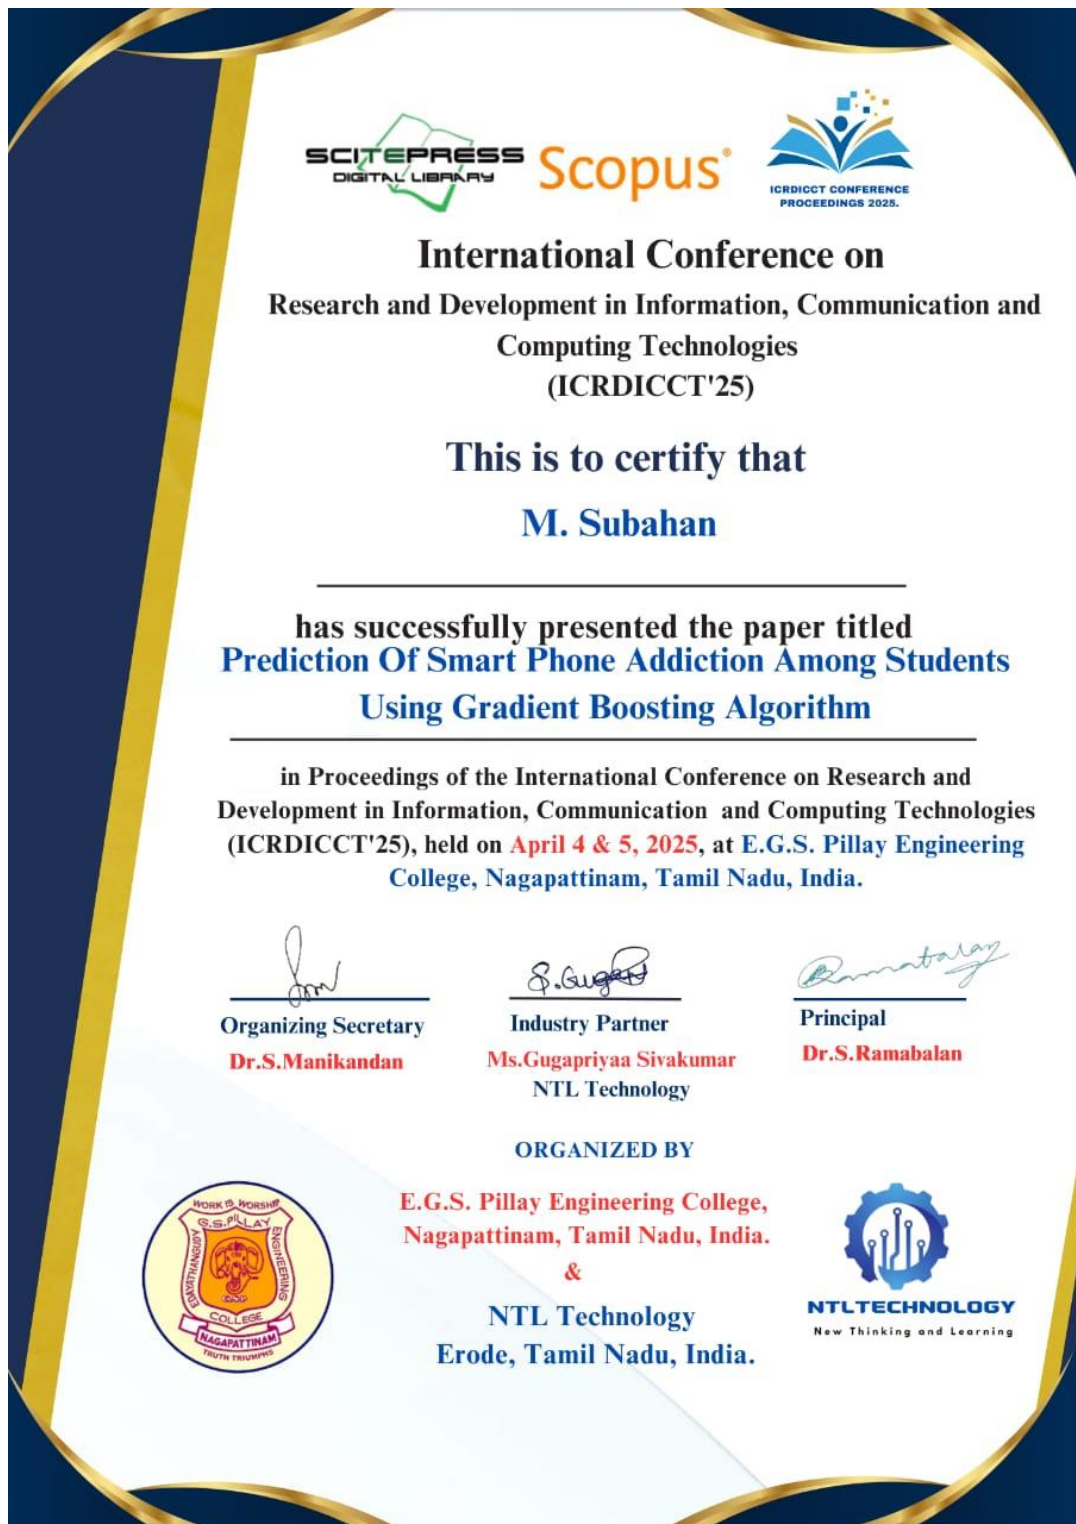 SCITEPRESS
DIGITAL LIBRARY
Scopus®
ICRDICCT CONFERENCE
PROCEEDINGS 2025.
International Conference on
Research and Development in Information, Communication and
Computing Technologies
(ICRDICCT'25)
This is to certify that
M. Subahan
has successfully presented the paper titled
Prediction Of Smart Phone Addiction Among Students
Using Gradient Boosting Algorithm
in Proceedings of the International Conference on Research and
Development in Information, Communication and Computing Technologies
(ICRDICCT'25), held on April 4 & 5, 2025, at E.G.S. Pillay Engineering
College, Nagapattinam, Tamil Nadu, India.
S.Gugan
Ramabalan
Organizing Secretary
Dr.S.Manikandan
Industry Partner
Ms.Gugapriyaa Sivakumar
NTL Technology
Principal
Dr.S.Ramabalan
ORGANIZED BY
E.G.S. Pillay Engineering College,
Nagapattinam, Tamil Nadu, India.
&
NTL Technology
Erode, Tamil Nadu, India.
WORK IS WORSHIP
EDAYATHANGUDY G.S.PILLAY ENGINEERING
COLLEGE
NAGAPATTINAM
TRUTH TRIUMPHS
NTLTECHNOLOGY
New Thinking and Learning